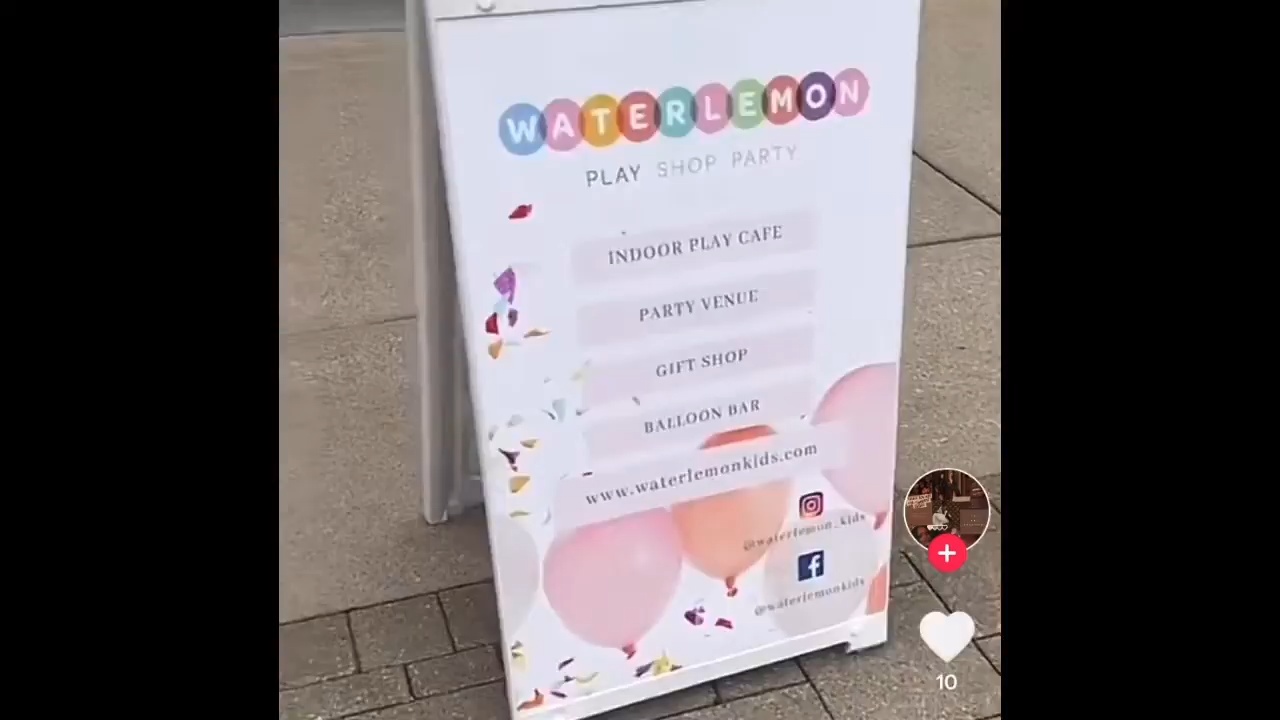 WATERLEMON
PLAY SHOP PARTY
INDOOR PLAY CAFE
PARTY VENUE
GIFT SHOP
BALLOON BAR
www.waterlemonkids.com
@waterlemon_kids
@waterlemonkids
10